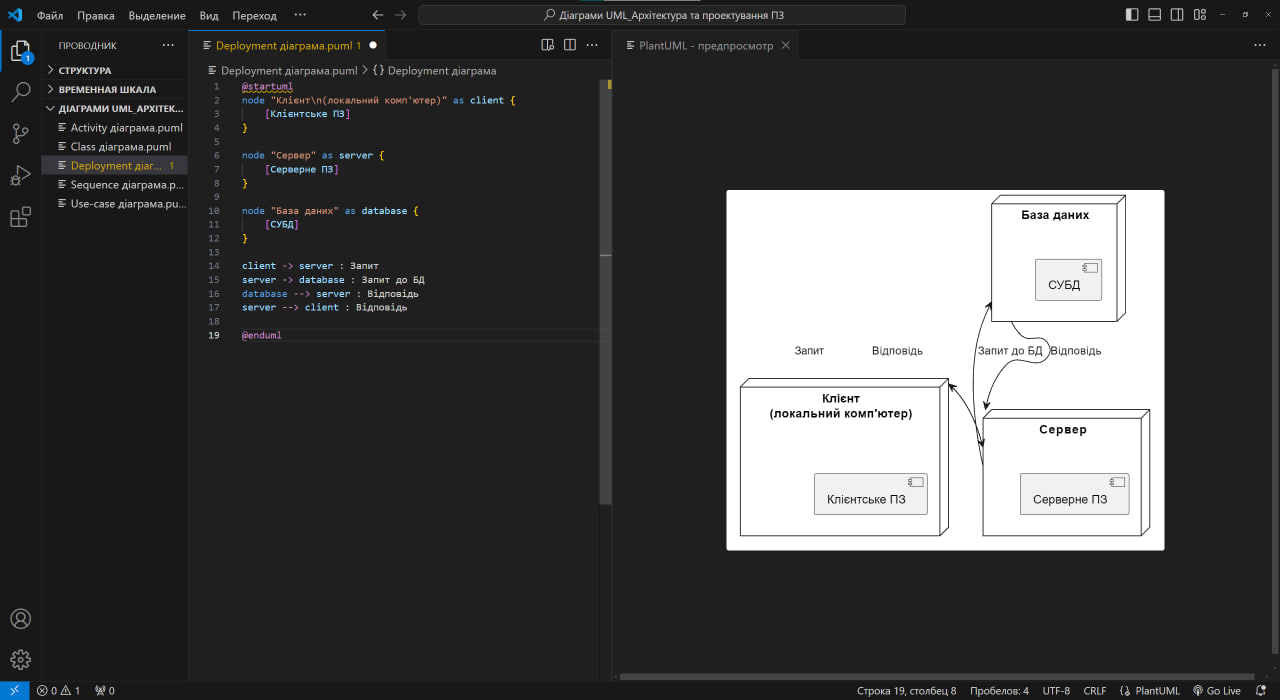 Файл Правка Выделение Вид Переход ···
Діаграми UML_Архітектура та проектування ПЗ
ПРОВОДНИК ···
СТРУКТУРА
ВРЕМЕННАЯ ШКАЛА
ДІАГРАМИ UML_АРХІТЕК...
Activity діаграма.puml
Class діаграма.puml
Deployment діаг... 1
Sequence діаграма.p...
Use-case діаграма.pu...
1
Deployment діаграма.puml 1
Deployment діаграма.puml > {} Deployment діаграма
1 @startuml
2 node "Клієнт\n(локальний комп'ютер)" as client {
3 [Клієнтське ПЗ]
4 }
5
6 node "Сервер" as server {
7 [Серверне ПЗ]
8 }
9
10 node "База даних" as database {
11 [СУБД]
12 }
13
14 client -> server : Запит
15 server -> database : Запит до БД
16 database --> server : Відповідь
17 server --> client : Відповідь
18
19 @enduml
PlantUML - предпросмотр
База даних
СУБД
Запит Відповідь Запит до БД Відповідь
Клієнт
(локальний комп'ютер)
Клієнтське ПЗ
Сервер
Серверне ПЗ
0 1 0
Строка 19, столбец 8 Пробелов: 4 UTF-8 CRLF PlantUML Go Live